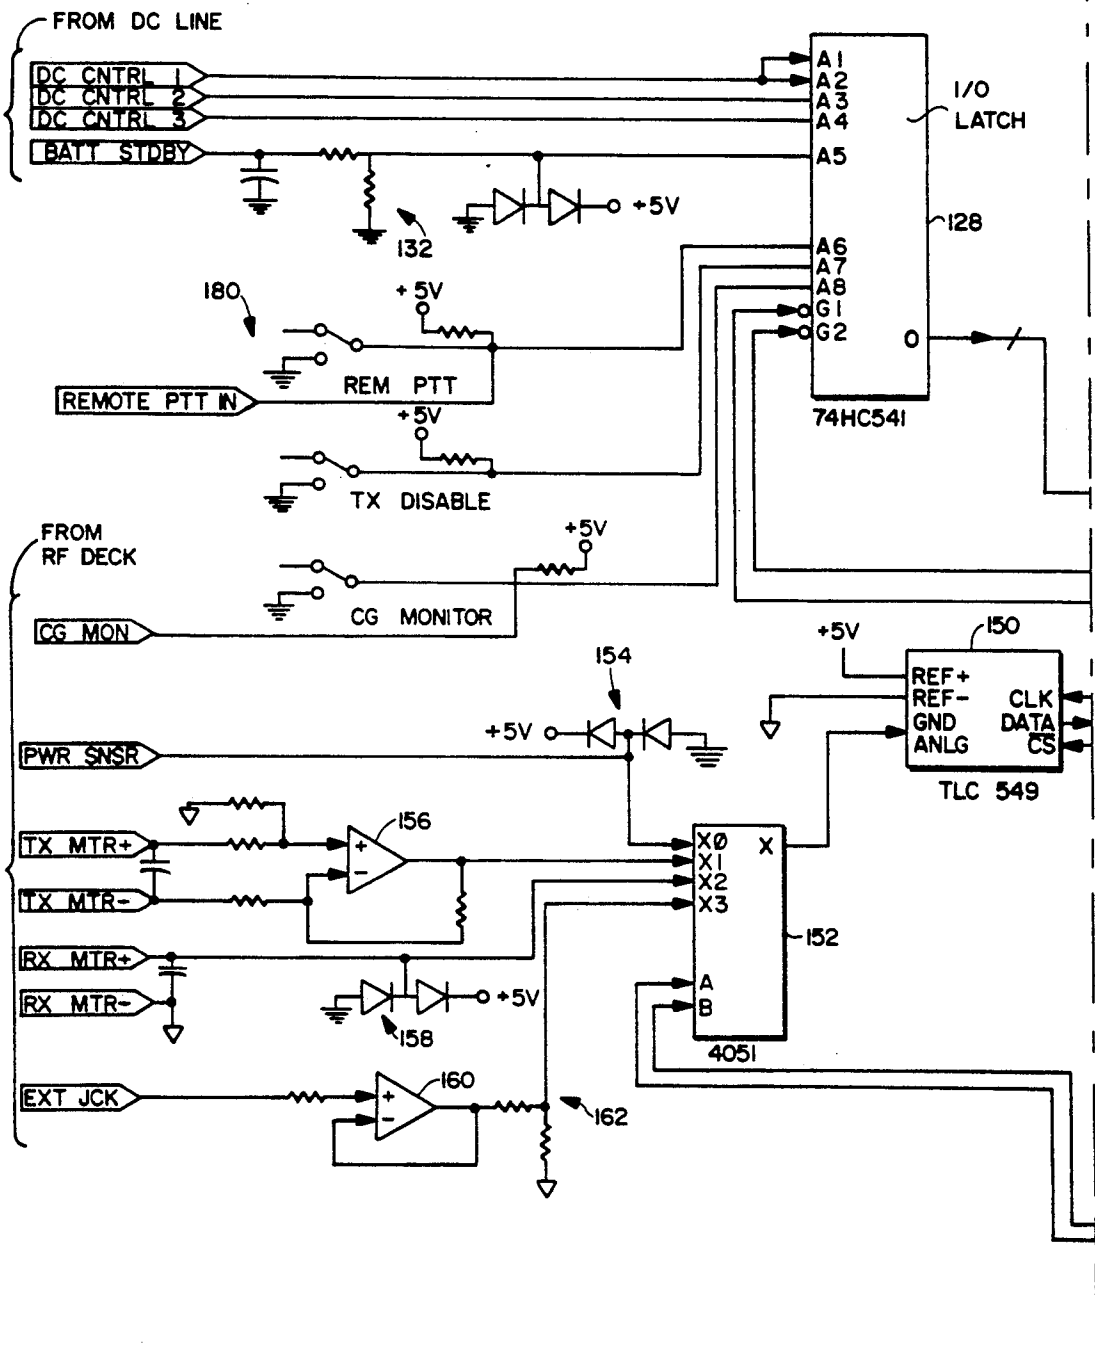 FROM DC LINE
DC CNTRL 1
DC CNTRL 2
DC CNTRL 3
BATT STDBY
132
+5V
A1
A2
A3
A4
A5
A6
A7
A8
G1
G2
O
I/O
LATCH
128
74HC541
180
+5V
REM PTT
REMOTE PTT IN
+5V
TX DISABLE
FROM
RF DECK
+5V
CG MONITOR
CG MON
154
+5V
PWR SNSR
+5V
150
REF+
REF-
GND
ANLG
CLK
DATA
CS
TLC 549
TX MTR+
TX MTR-
156
+
-
X0
X1
X2
X3
X
A
B
152
4051
RX MTR+
RX MTR-
158
+5V
EXT JCK
160
+
-
162